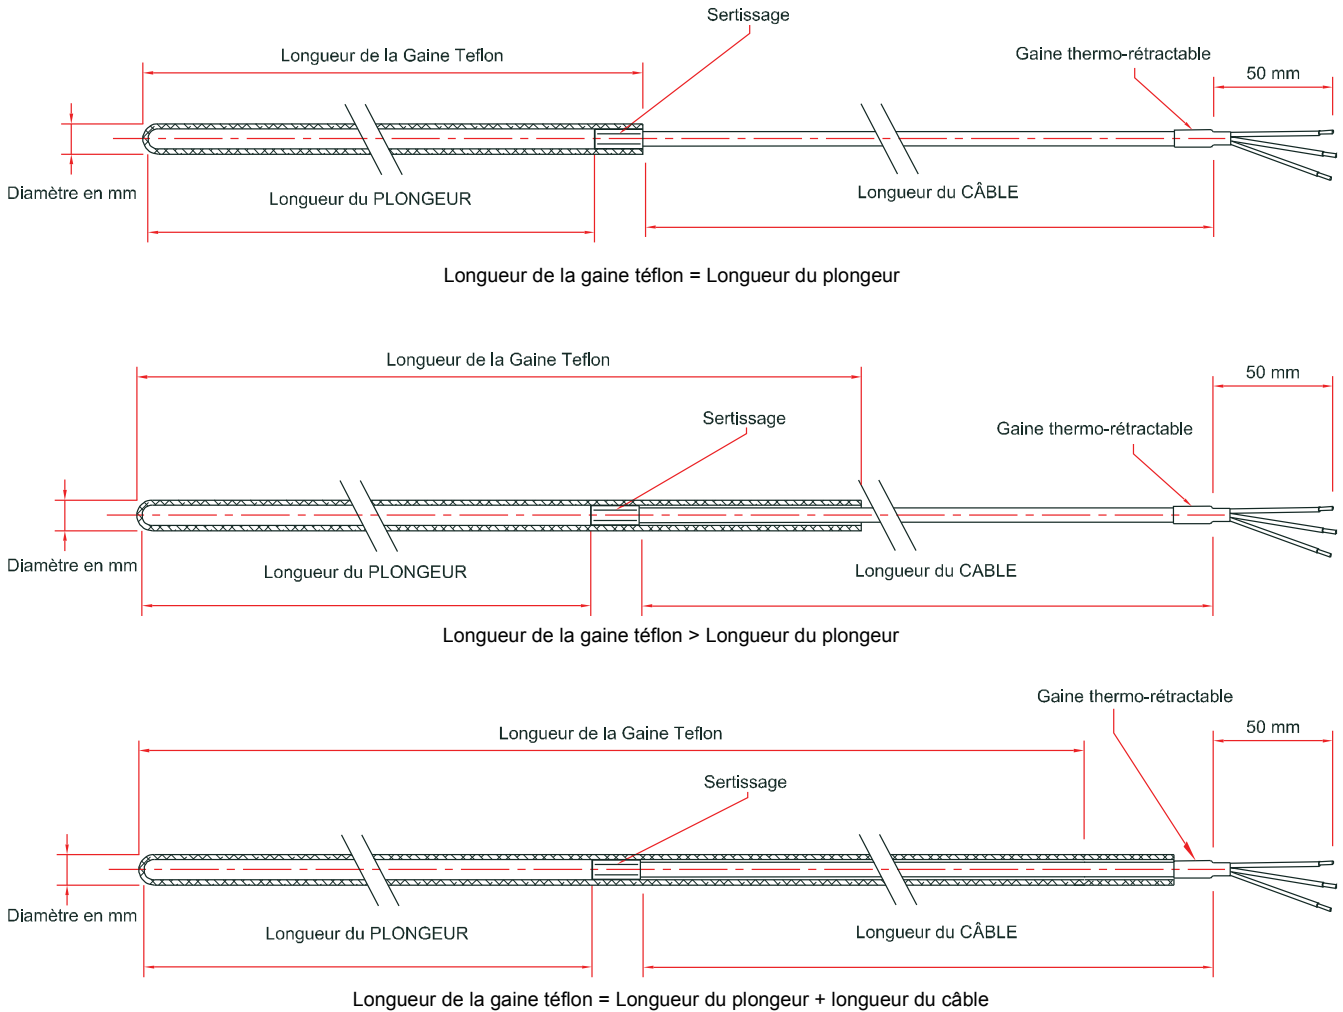 Sertissage
Longueur de la Gaine Teflon
Gaine thermo-rétractable
50 mm
Diamètre en mm
Longueur du PLONGEUR
Longueur du CÂBLE
Longueur de la gaine téflon = Longueur du plongeur
Longueur de la Gaine Teflon
50 mm
Sertissage
Gaine thermo-rétractable
Diamètre en mm
Longueur du PLONGEUR
Longueur du CABLE
Longueur de la gaine téflon > Longueur du plongeur
Gaine thermo-rétractable
Longueur de la Gaine Teflon
50 mm
Sertissage
Diamètre en mm
Longueur du PLONGEUR
Longueur du CÂBLE
Longueur de la gaine téflon = Longueur du plongeur + longueur du câble